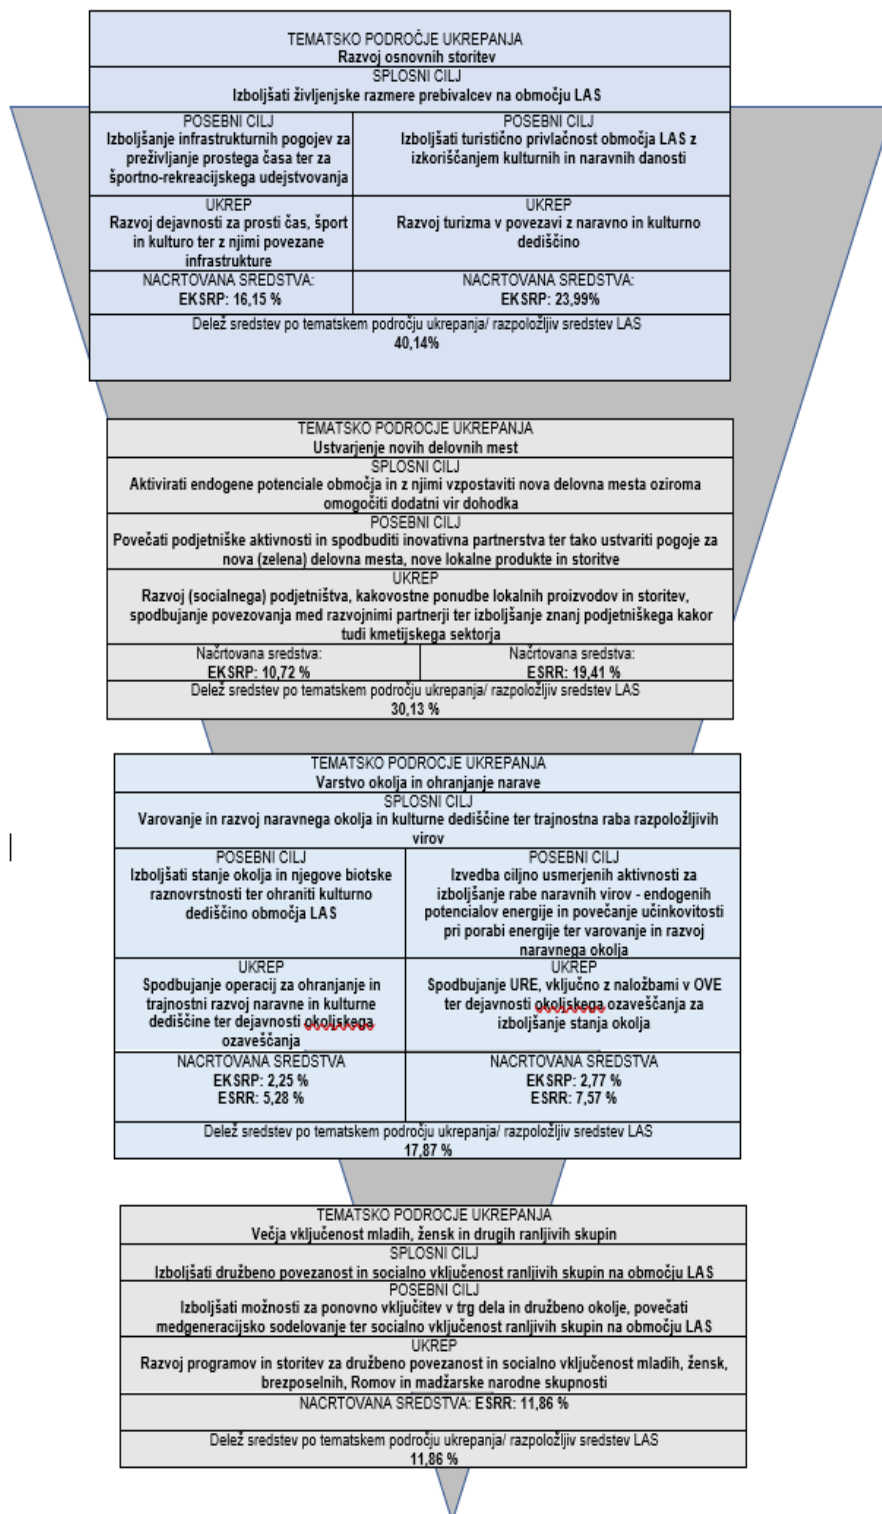 TEMATSKO PODROČJE UKREPANJA
Razvoj osnovnih storitev
SPLOSNI CILJ
Izboljšati življenjske razmere prebivalcev na območju LAS
POSEBNI CILJ
Izboljšanje infrastrukturnih pogojev za
preživljanje prostega časa ter za
športno-rekreacijskega udejstvovanja
POSEBNI CILJ
Izboljšati turistično privlačnost območja LAS z
izkoriščanjem kulturnih in naravnih danosti
UKREP
Razvoj dejavnosti za prosti čas, šport
in kulturo ter z njimi povezane
infrastrukture
UKREP
Razvoj turizma v povezavi z naravno in kulturno
dediščino
NACRTOVANA SREDSTVA:
EKSRP: 16,15 %
NACRTOVANA SREDSTVA:
EKSRP: 23,99%
Delež sredstev po tematskem področju ukrepanja/ razpoložljiv sredstev LAS
40,14%
TEMATSKO PODROCJE UKREPANJA
Ustvarjenje novih delovnih mest
SPLOSNI CILJ
Aktivirati endogene potenciale območja in z njimi vzpostaviti nova delovna mesta oziroma
omogočiti dodatni vir dohodka
POSEBNI CILJ
Povečati podjetniške aktivnosti in spodbuditi inovativna partnerstva ter tako ustvariti pogoje za
nova (zelena) delovna mesta, nove lokalne produkte in storitve
UKREP
Razvoj (socialnega) podjetništva, kakovostne ponudbe lokalnih proizvodov in storitev,
spodbujanje povezovanja med razvojnimi partnerji ter izboljšanje znanj podjetniškega kakor
tudi kmetijskega sektorja
Načrtovana sredstva:
EKSRP: 10,72 %
Načrtovana sredstva:
ESRR: 19,41 %
Delež sredstev po tematskem področju ukrepanja/ razpoložljiv sredstev LAS
30,13 %
TEMATSKO PODROCJE UKREPANJA
Varstvo okolja in ohranjanje narave
SPLOSNI CILJ
Varovanje in razvoj naravnega okolja in kulturne dediščine ter trajnostna raba razpoložljivih
virov
POSEBNI CILJ
Izboljšati stanje okolja in njegove biotske
raznovrstnosti ter ohraniti kulturno
dediščino območja LAS
POSEBNI CILJ
Izvedba ciljno usmerjenih aktivnosti za
izboljšanje rabe naravnih virov - endogenih
potencialov energije in povečanje učinkovitosti
pri porabi energije ter varovanje in razvoj
naravnega okolja
UKREP
Spodbujanje operacij za ohranjanje in
trajnostni razvoj naravne in kulturne
dediščine ter dejavnosti okoljskega
ozaveščanja
UKREP
Spodbujanje URE, vključno z naložbami v OVE
ter dejavnosti okoljskega ozaveščanja za
izboljšanje stanja okolja
NACRTOVANA SREDSTVA
EKSRP: 2,25 %
ESRR: 5,28 %
NACRTOVANA SREDSTVA
EKSRP: 2,77 %
ESRR: 7,57 %
Delež sredstev po tematskem področju ukrepanja/ razpoložljiv sredstev LAS
17,87 %
TEMATSKO PODROCJE UKREPANJA
Večja vključenost mladih, žensk in drugih ranljivih skupin
SPLOSNI CILJ
Izboljšati družbeno povezanost in socialno vključenost ranljivih skupin na območju LAS
POSEBNI CILJ
Izboljšati možnosti za ponovno vključitev v trg dela in družbeno okolje, povečati
medgeneracijsko sodelovanje ter socialno vključenost ranljivih skupin na območju LAS
UKREP
Razvoj programov in storitev za družbeno povezanost in socialno vključenost mladih, žensk,
brezposelnih, Romov in madžarske narodne skupnosti
NACRTOVANA SREDSTVA: ESRR: 11,86 %
Delež sredstev po tematskem področju ukrepanja/ razpoložljiv sredstev LAS
11,86 %